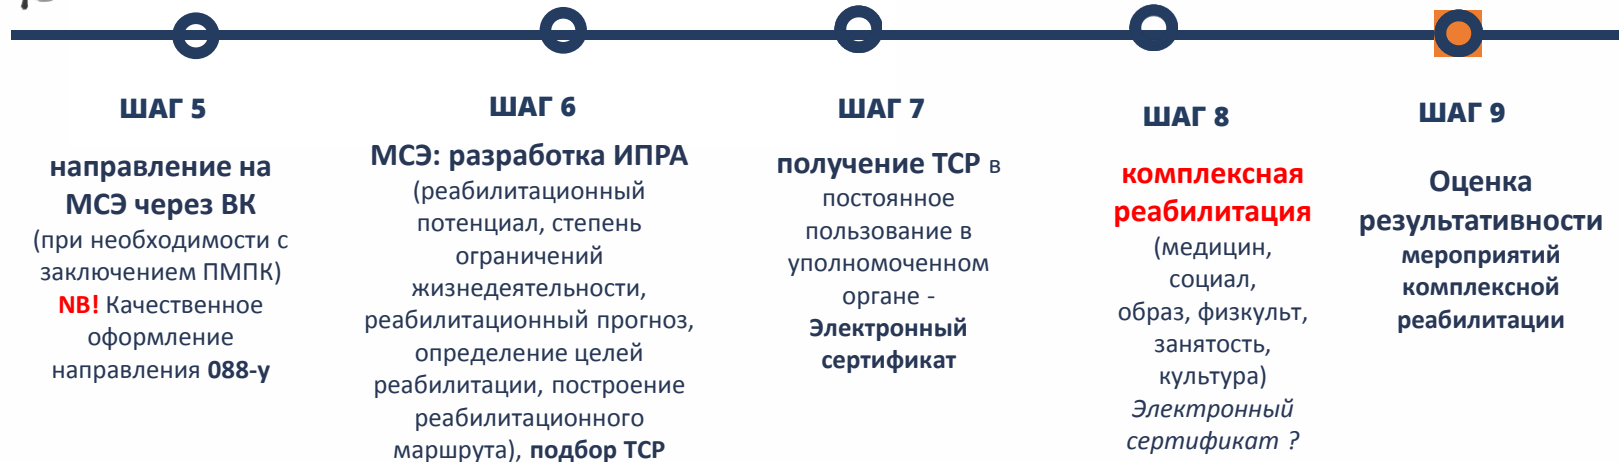 ШАГ 5
направление на
МСЭ через ВК
(при необходимости с
заключением ПМПК)
NB! Качественное
оформление
направления 088-у
ШАГ 6
МСЭ: разработка ИПРА
(реабилитационный
потенциал, степень
ограничений
жизнедеятельности,
реабилитационный прогноз,
определение целей
реабилитации, построение
реабилитационного
маршрута), подбор ТСР
ШАГ 7
получение ТСР в
постоянное
пользование в
уполномоченном
органе -
Электронный
сертификат
ШАГ 8
комплексная
реабилитация
(медицин,
социал,
образ, физкульт,
занятость,
культура)
Электронный
сертификат ?
ШАГ 9
Оценка
результативности
мероприятий
комплексной
реабилитации